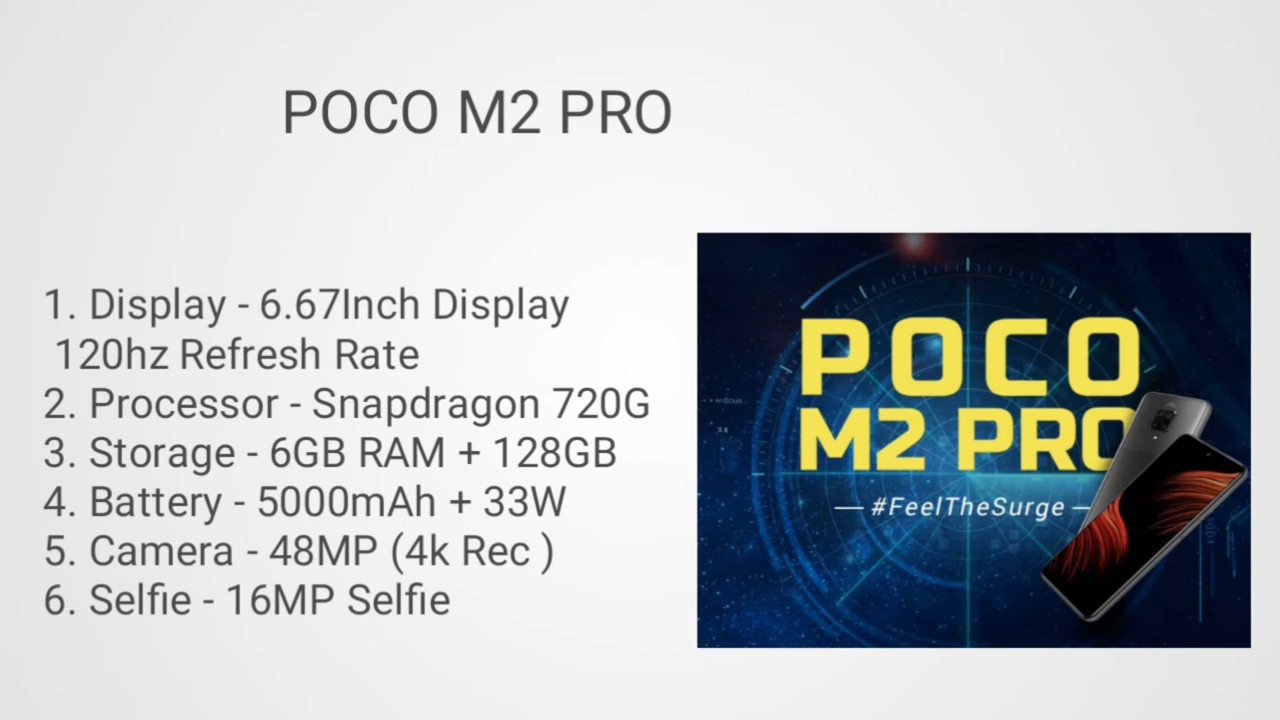 POCO M2 PRO
1. Display - 6.67Inch Display
120hz Refresh Rate
2. Processor - Snapdragon 720G
3. Storage - 6GB RAM + 128GB
4. Battery - 5000mAh + 33W
5. Camera - 48MP (4k Rec )
6. Selfie - 16MP Selfie
POCO
M2 PRO
— #FeelTheSurge —